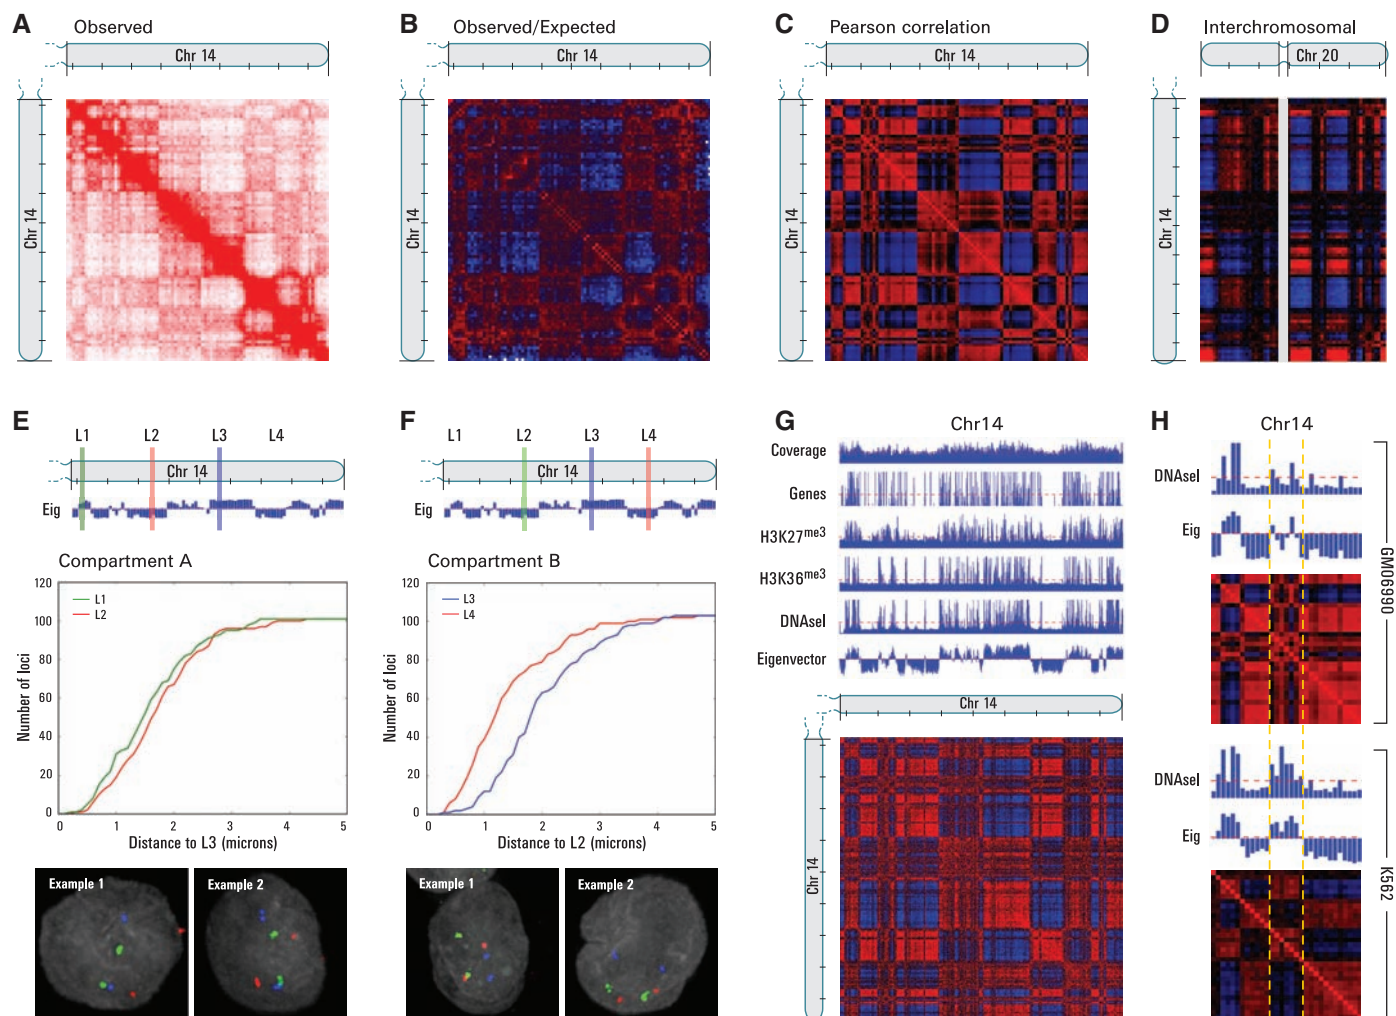 A Observed
Chr 14
Chr 14
B Observed/Expected
Chr 14
Chr 14
C Pearson correlation
Chr 14
Chr 14
D Interchromosomal
Chr 20
Chr 14
E
L1 L2 L3 L4
Chr 14
Eig
Compartment A
120
100
80
60
40
20
0
Number of loci
L1
L2
0 1 2 3 4 5
Distance to L3 (microns)
Example 1
Example 2
F
L1 L2 L3 L4
Chr 14
Eig
Compartment B
120
100
80
60
40
20
0
Number of loci
L3
L4
0 1 2 3 4 5
Distance to L2 (microns)
Example 1
Example 2
G Chr14
Coverage
Genes
H3K27me3
H3K36me3
DNAseI
Eigenvector
Chr 14
Chr 14
H Chr14
DNAseI
Eig
GM06990
DNAseI
Eig
K562